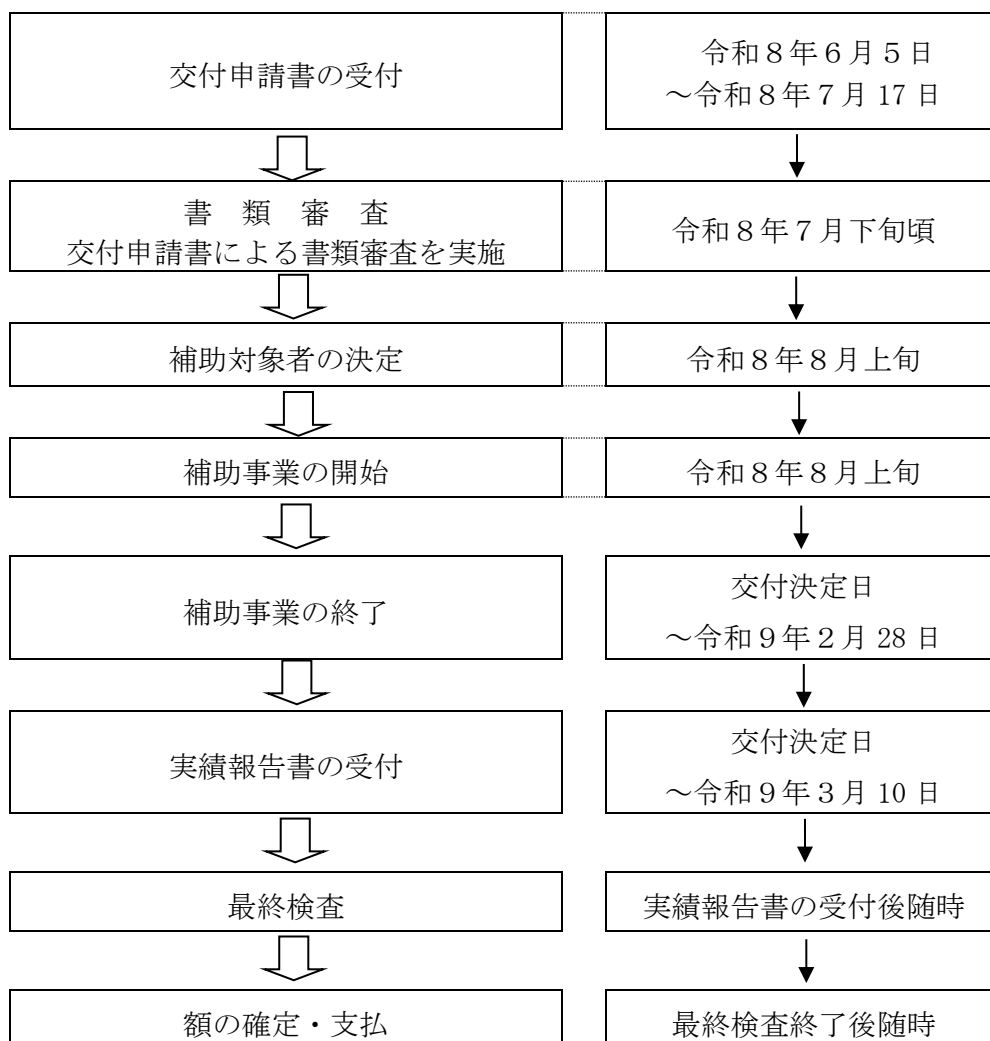 交付申請書の受付
令和８年６月５日
～令和８年７月 17 日
書　類　審　査
交付申請書による書類審査を実施
令和８年７月下旬頃
補助対象者の決定
令和８年８月上旬
補助事業の開始
令和８年８月上旬
補助事業の終了
交付決定日
～令和９年２月 28 日
実績報告書の受付
交付決定日
～令和９年３月 10 日
最終検査
実績報告書の受付後随時
額の確定・支払
最終検査終了後随時